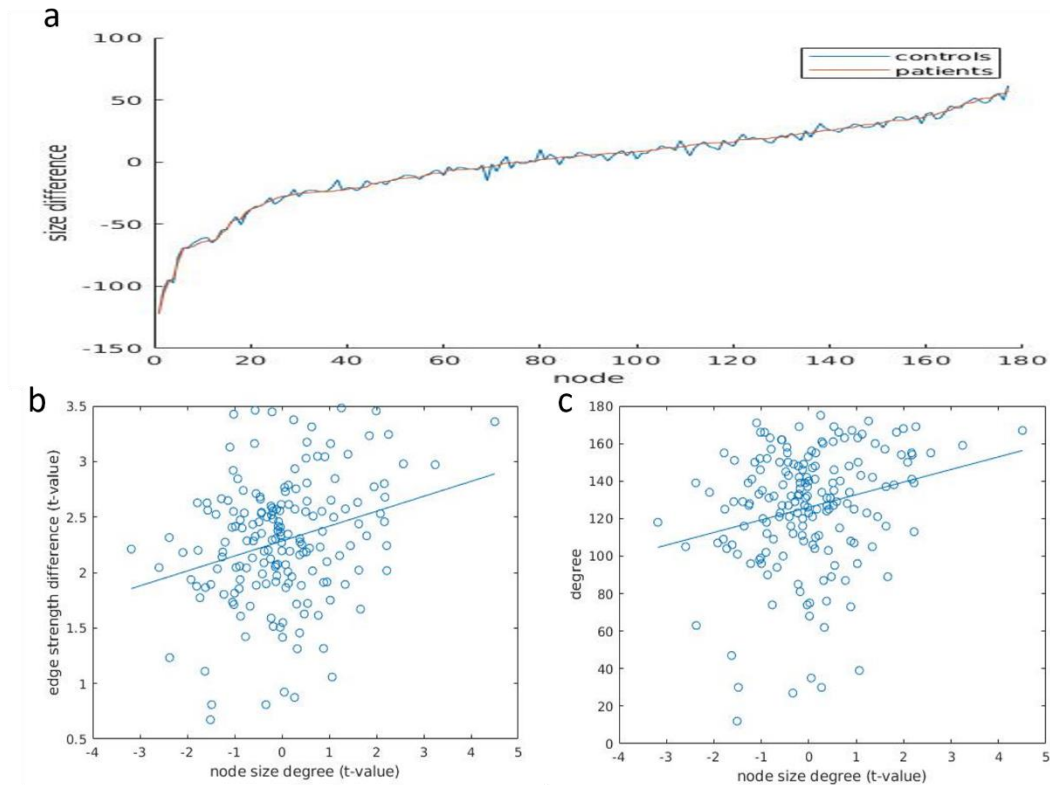 a
100
50
0
-50
-100
-150
size difference
controls
patients
0 20 40 60 80 100 120 140 160 180
node
b
3.5
3
2.5
2
1.5
1
0.5
edge strength difference (t-value)
-4 -3 -2 -1 0 1 2 3 4 5
node size degree (t-value)
c
180
160
140
120
100
80
60
40
20
0
degree
-4 -3 -2 -1 0 1 2 3 4 5
node size degree (t-value)